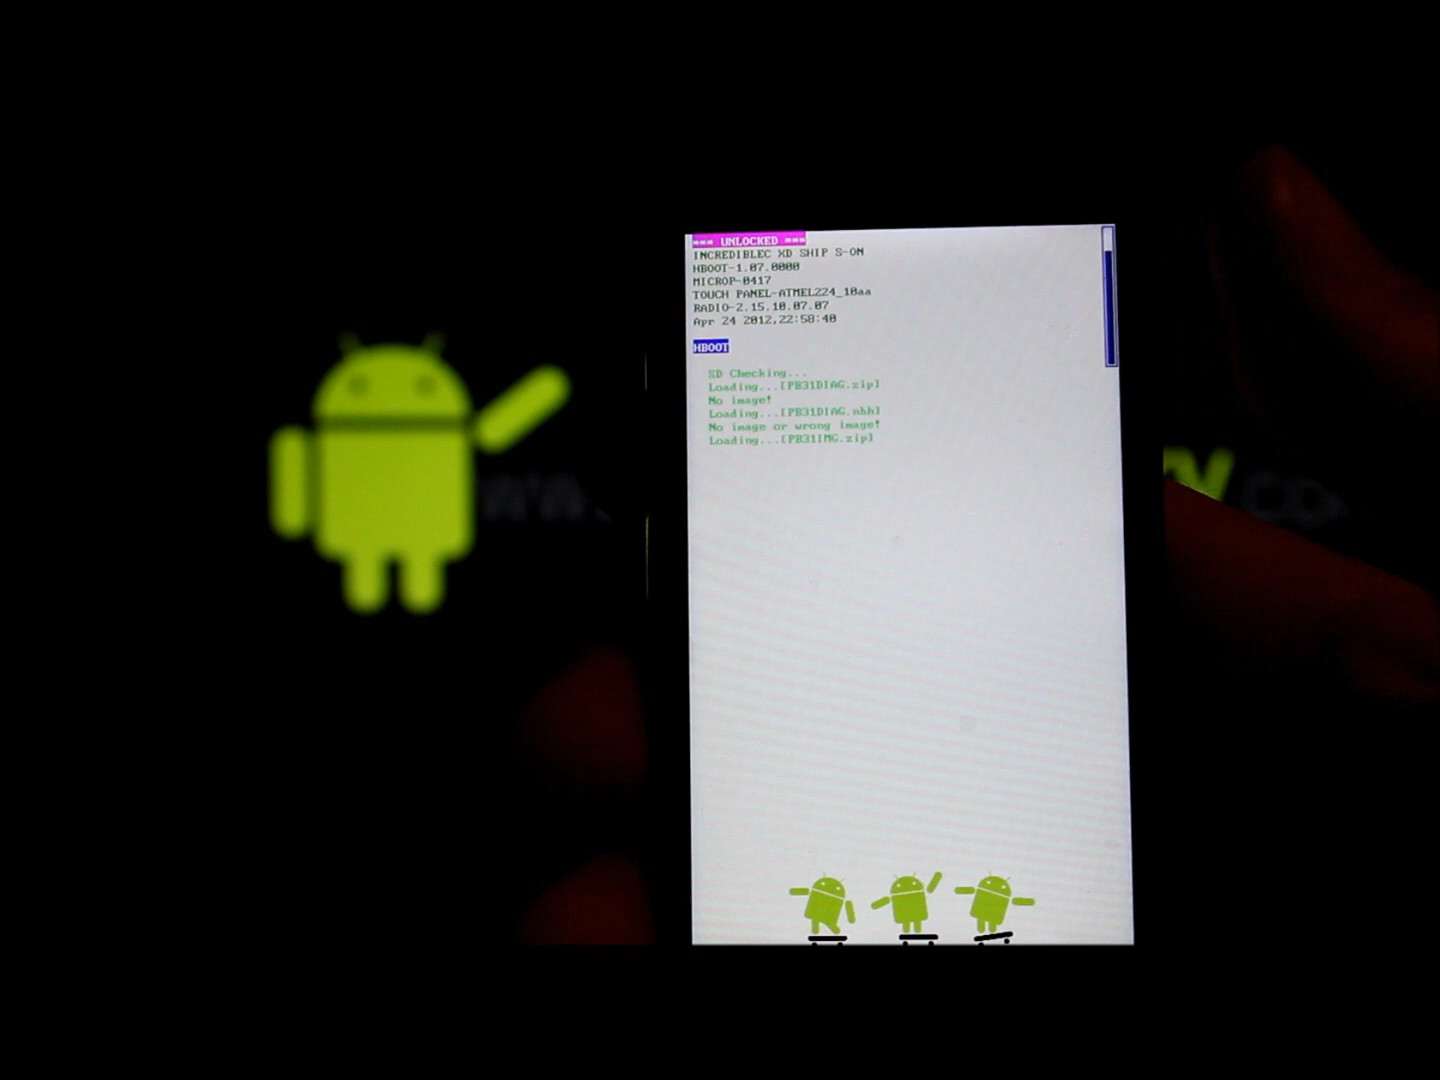 *** UNLOCKED ***
INCREDIBLEC XD SHIP S-ON
HBOOT-1.07.0000
MICROP-0417
TOUCH PANEL-ATMEL224_18aa
RADIO-2.15.10.07.07
Apr 24 2012,22:58:40
HBOOT
SD Checking...
Loading...[PB31DIAG.zip]
No image!
Loading...[PB31DIAG.nbh]
No image or wrong image!
Loading...[PB31IMG.zip]